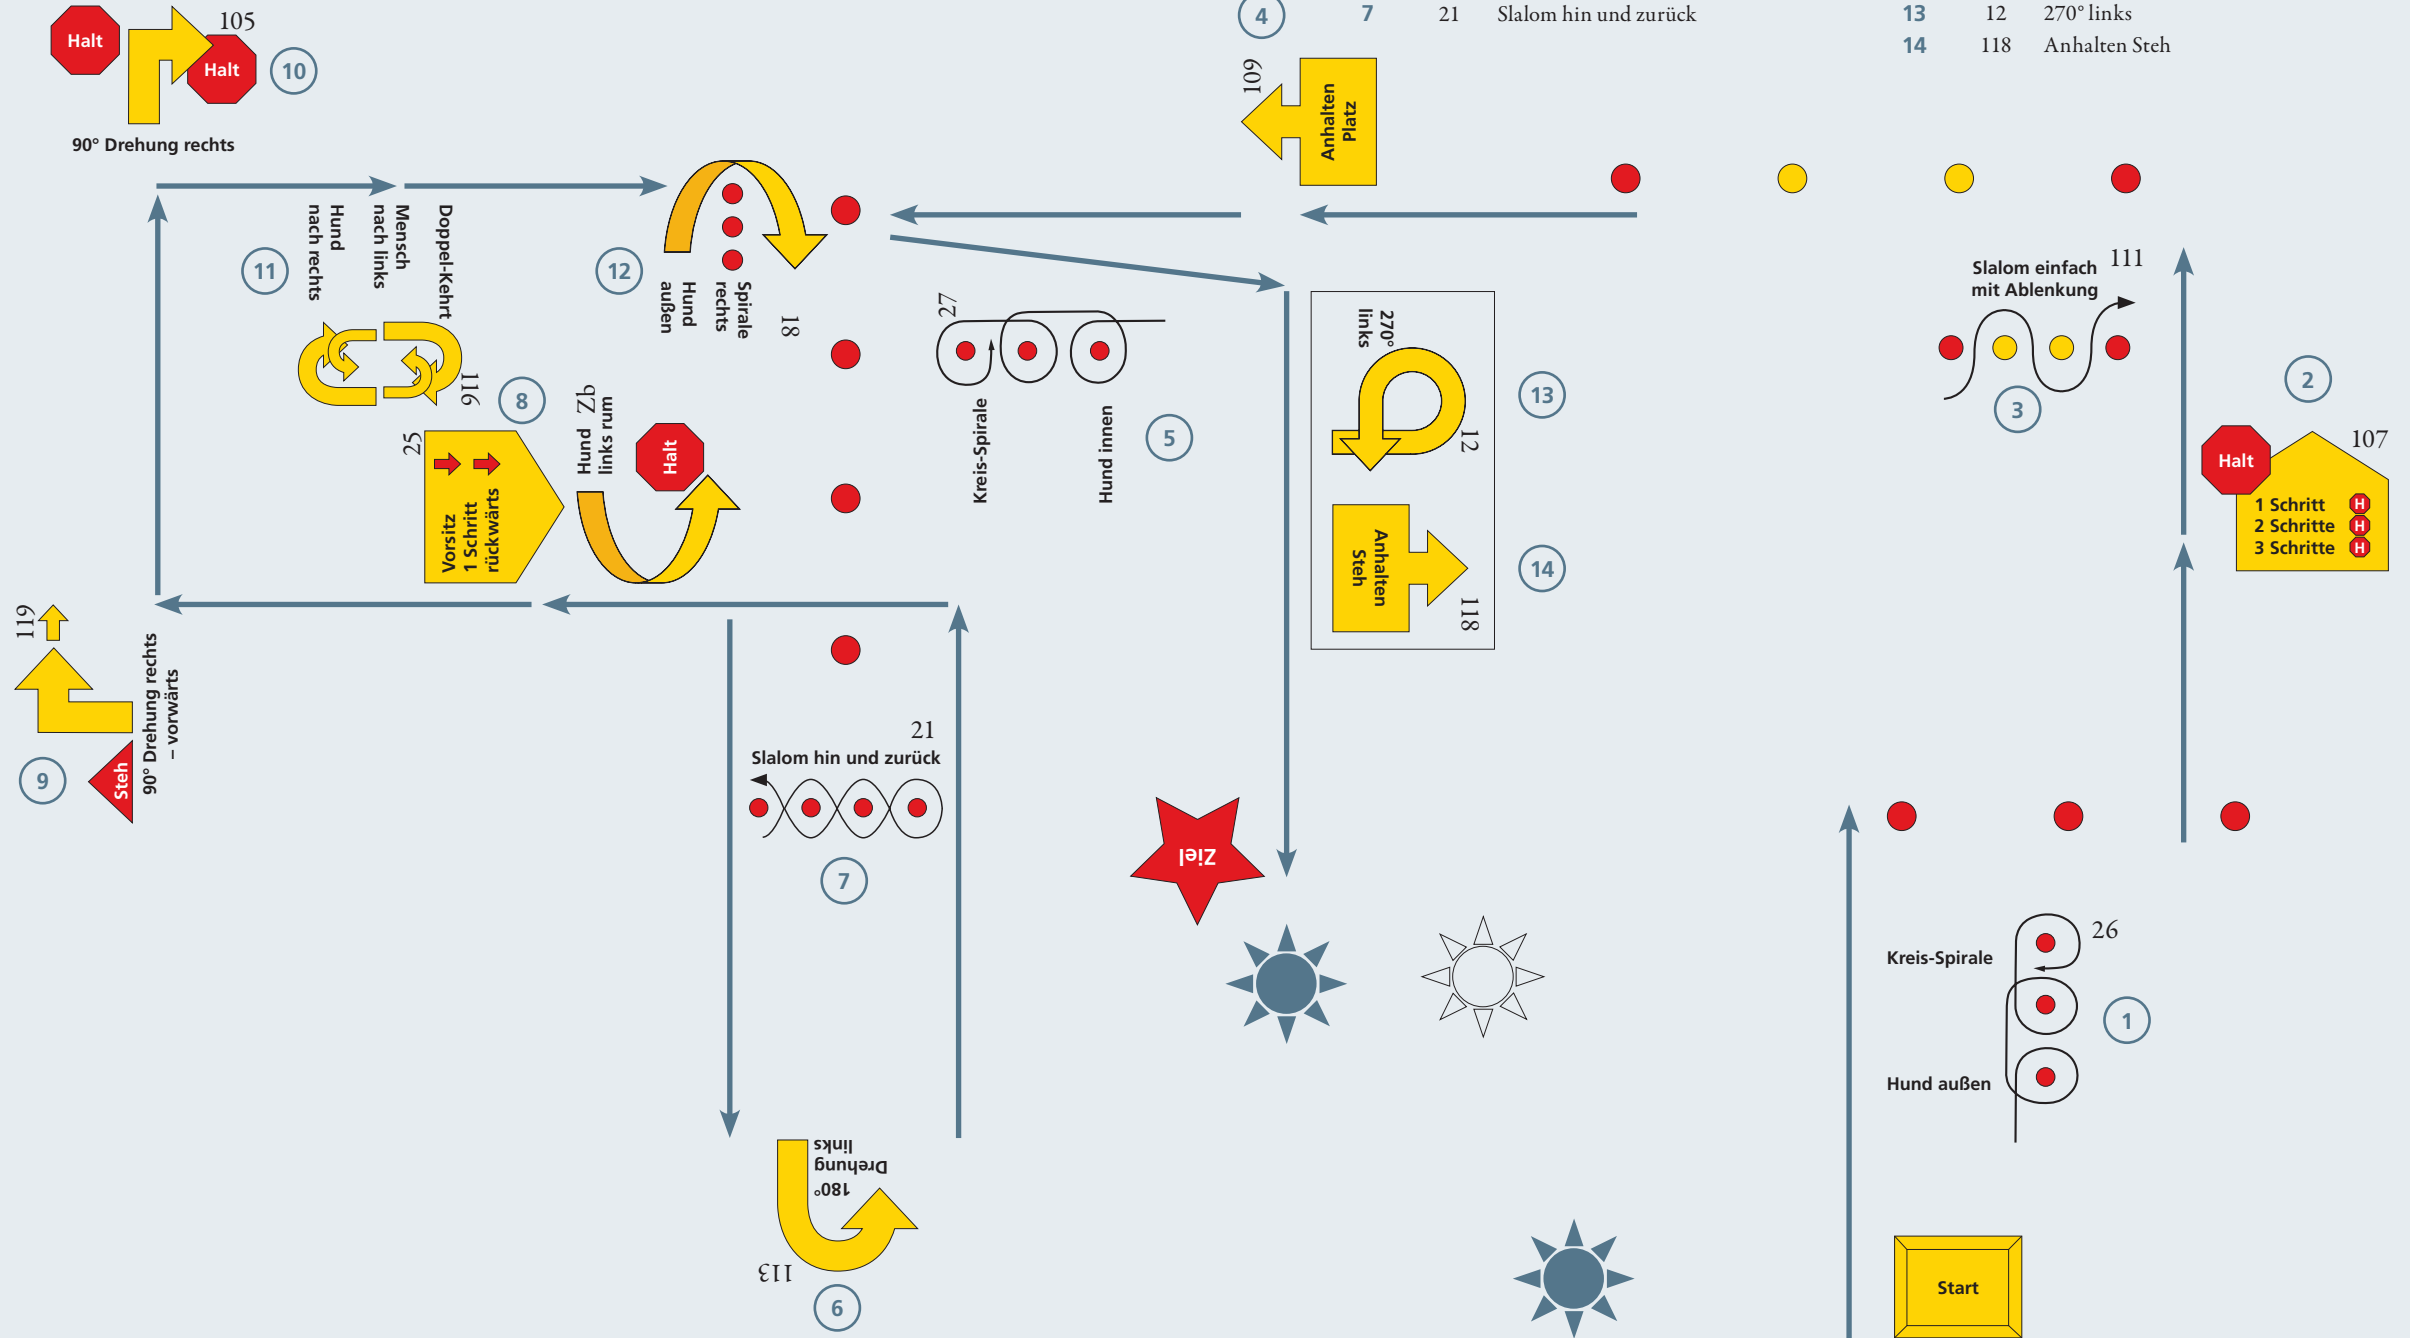 7 21 Slalom hin und zurück
13 12 270° links
14 118 Anhalten Steh
4
109
Anhalten
Platz
Halt
105
Halt
10
90° Drehung rechts
11
Hund
nach rechts
Mensch
nach links
Doppel-Kehrt
116
12
Hund
außen
Spirale
rechts
18
27
Kreis-Spirale
Hund innen
5
270°
links
12
13
Anhalten
Steh
118
14
Slalom einfach
mit Ablenkung
111
3
2
107
Halt
1 Schritt H
2 Schritte H
3 Schritte H
8
25
Vorsitz
1 Schritt
rückwärts
Hund Zb
links rum
Halt
119
90° Drehung rechts
– vorwärts
Steh
9
21
Slalom hin und zurück
7
Ziel
26
Kreis-Spirale
1
Hund außen
180°
Drehung
links
113
6
Start